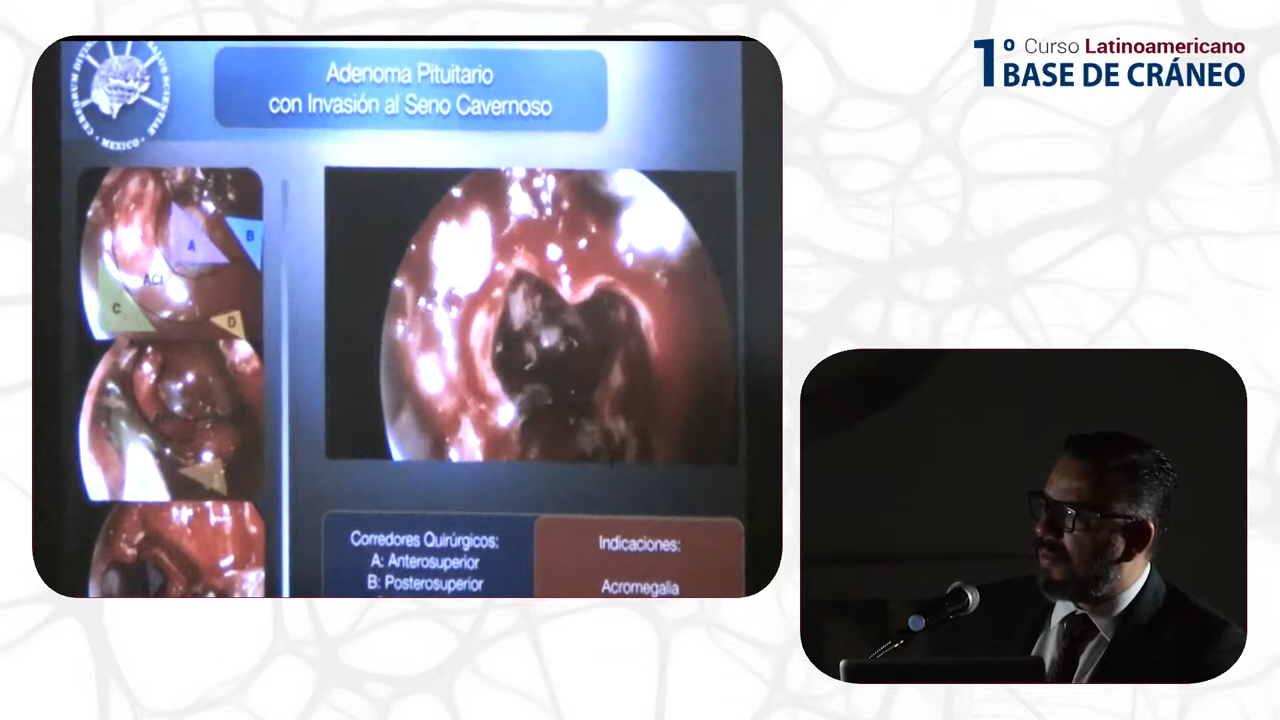 1º Curso Latinoamericano
BASE DE CRÁNEO
Adenoma Pituitario
con Invasión al Seno Cavernoso
MEXICO
A
B
ACI
C
D
Corredores Quirúrgicos:
A: Anterosuperior
B: Posterosuperior
Indicaciones:
Acromegalia